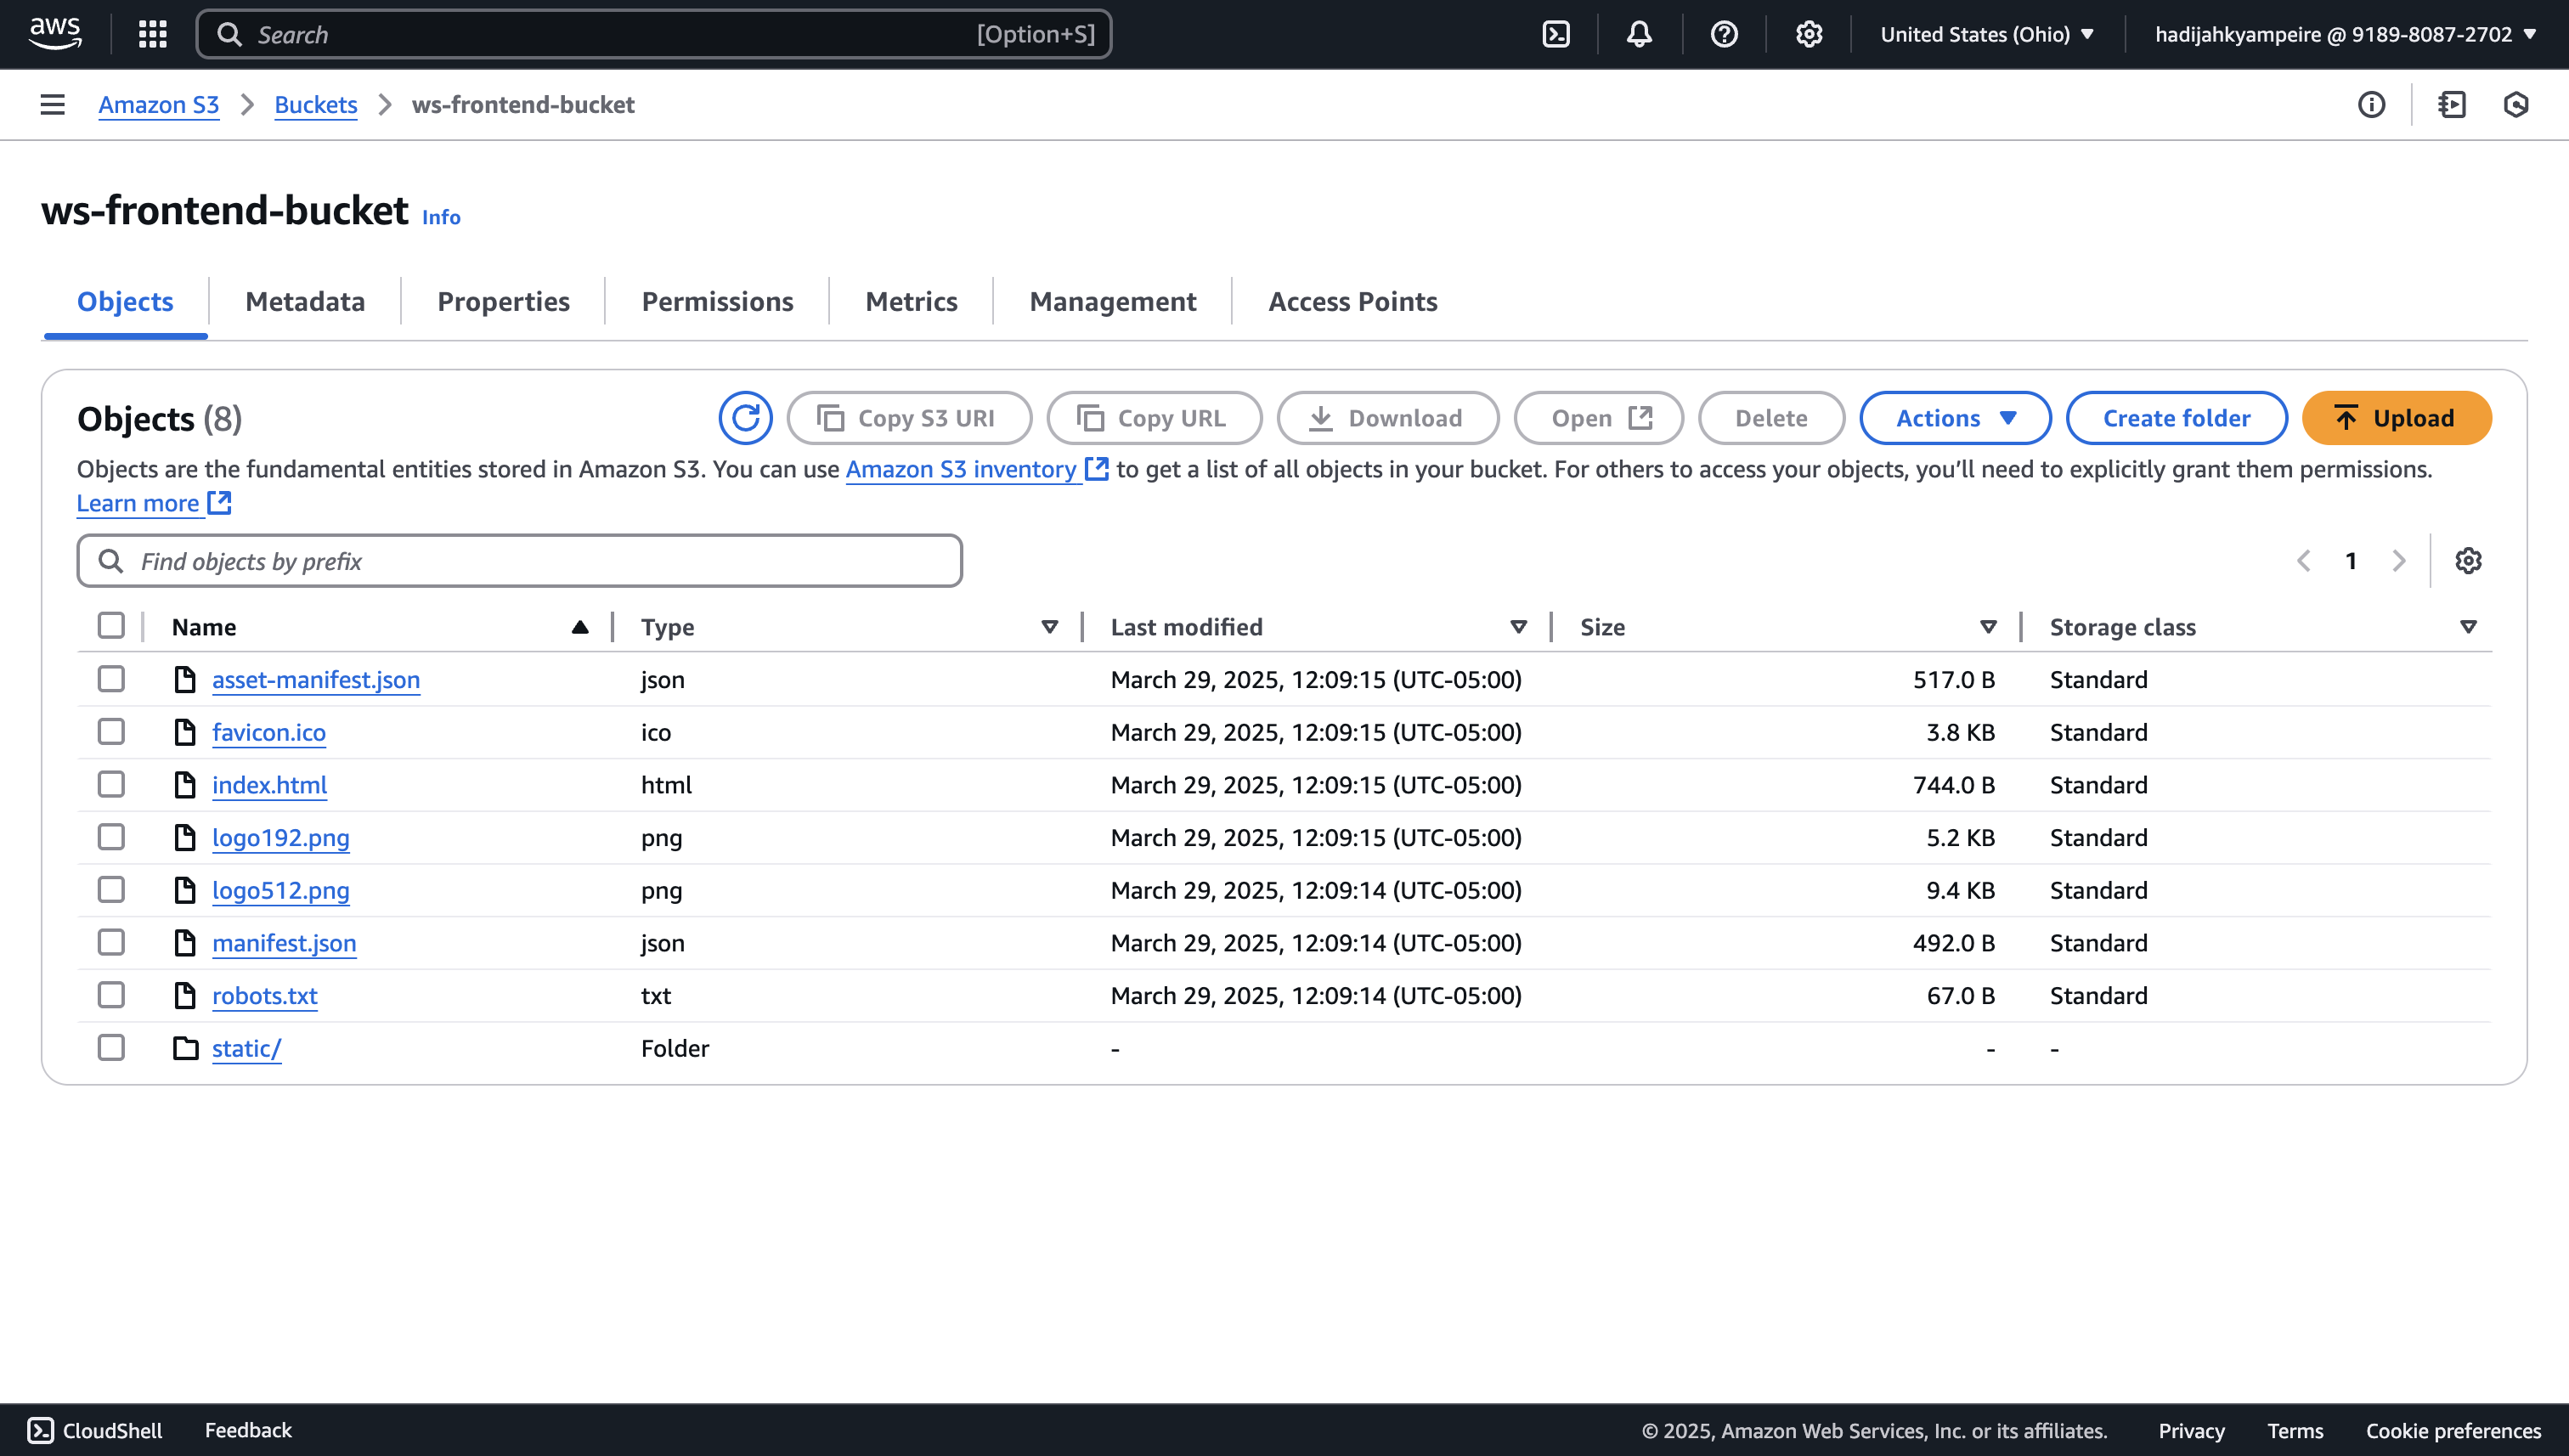 aws
Search [Option+S]
United States (Ohio) hadijahkyampeire @ 9189-8087-2702
Amazon S3 Buckets ws-frontend-bucket
ws-frontend-bucket Info
Objects Metadata Properties Permissions Metrics Management Access Points
Objects (8) Copy S3 URI Copy URL Download Open Delete Actions Create folder Upload
Objects are the fundamental entities stored in Amazon S3. You can use Amazon S3 inventory to get a list of all objects in your bucket. For others to access your objects, you’ll need to explicitly grant them permissions.
Learn more
Find objects by prefix 1
Name Type Last modified Size Storage class
asset-manifest.json json March 29, 2025, 12:09:15 (UTC-05:00) 517.0 B Standard
favicon.ico ico March 29, 2025, 12:09:15 (UTC-05:00) 3.8 KB Standard
index.html html March 29, 2025, 12:09:15 (UTC-05:00) 744.0 B Standard
logo192.png png March 29, 2025, 12:09:15 (UTC-05:00) 5.2 KB Standard
logo512.png png March 29, 2025, 12:09:14 (UTC-05:00) 9.4 KB Standard
manifest.json json March 29, 2025, 12:09:14 (UTC-05:00) 492.0 B Standard
robots.txt txt March 29, 2025, 12:09:14 (UTC-05:00) 67.0 B Standard
static/ Folder - - -
CloudShell Feedback © 2025, Amazon Web Services, Inc. or its affiliates. Privacy Terms Cookie preferences